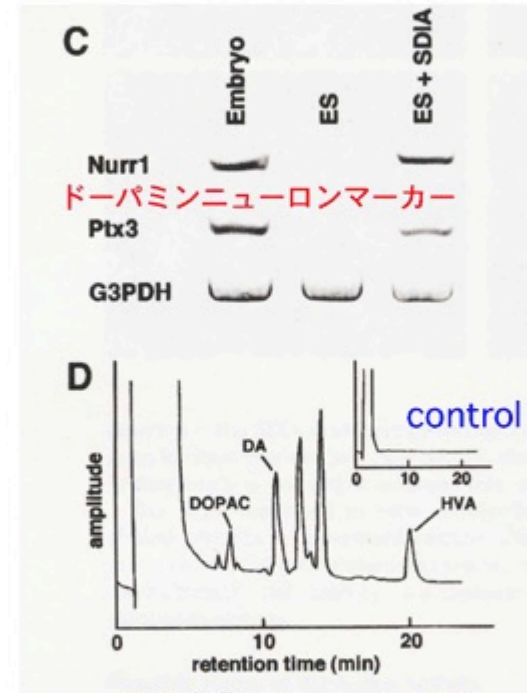 C
Embryo
ES
ES + SDIA
Nurr1
ドーパミンニューロンマーカー
Ptx3
G3PDH
D
control
0 10 20
DA
DOPAC
HVA
amplitude
0 10 20
retention time (min)